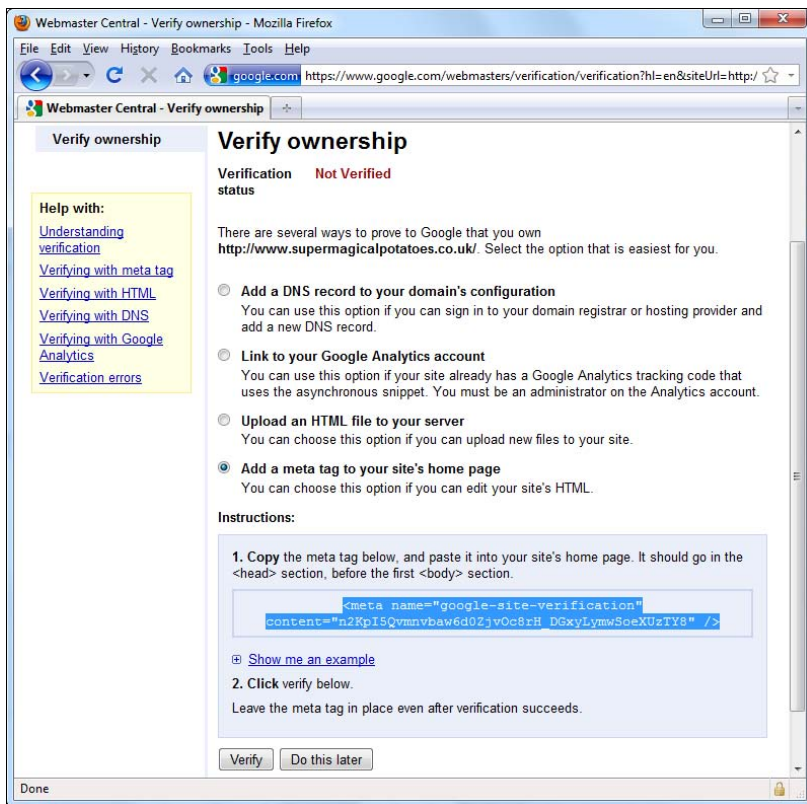 Webmaster Central - Verify ownership - Mozilla Firefox
File Edit View History Bookmarks Tools Help
google.com https://www.google.com/webmasters/verification/verification?hl=en&siteUrl=http:/
Webmaster Central - Verify ownership
Verify ownership
Help with:
Understanding
verification
Verifying with meta tag
Verifying with HTML
Verifying with DNS
Verifying with Google
Analytics
Verification errors
Verify ownership
Verification Not Verified
status
There are several ways to prove to Google that you own
http://www.supermagicalpotatoes.co.uk/. Select the option that is easiest for you.
Add a DNS record to your domain's configuration
You can use this option if you can sign in to your domain registrar or hosting provider and
add a new DNS record.
Link to your Google Analytics account
You can use this option if your site already has a Google Analytics tracking code that
uses the asynchronous snippet. You must be an administrator on the Analytics account.
Upload an HTML file to your server
You can choose this option if you can upload new files to your site.
Add a meta tag to your site's home page
You can choose this option if you can edit your site's HTML.
Instructions:
1. Copy the meta tag below, and paste it into your site's home page. It should go in the
<head> section, before the first <body> section.
<meta name="google-site-verification"
content="n2KpI5Qvmnvbaw6d0ZjvOc8rH_DGxyLymwSoeXUzTY8" />
Show me an example
2. Click verify below.
Leave the meta tag in place even after verification succeeds.
Verify Do this later
Done